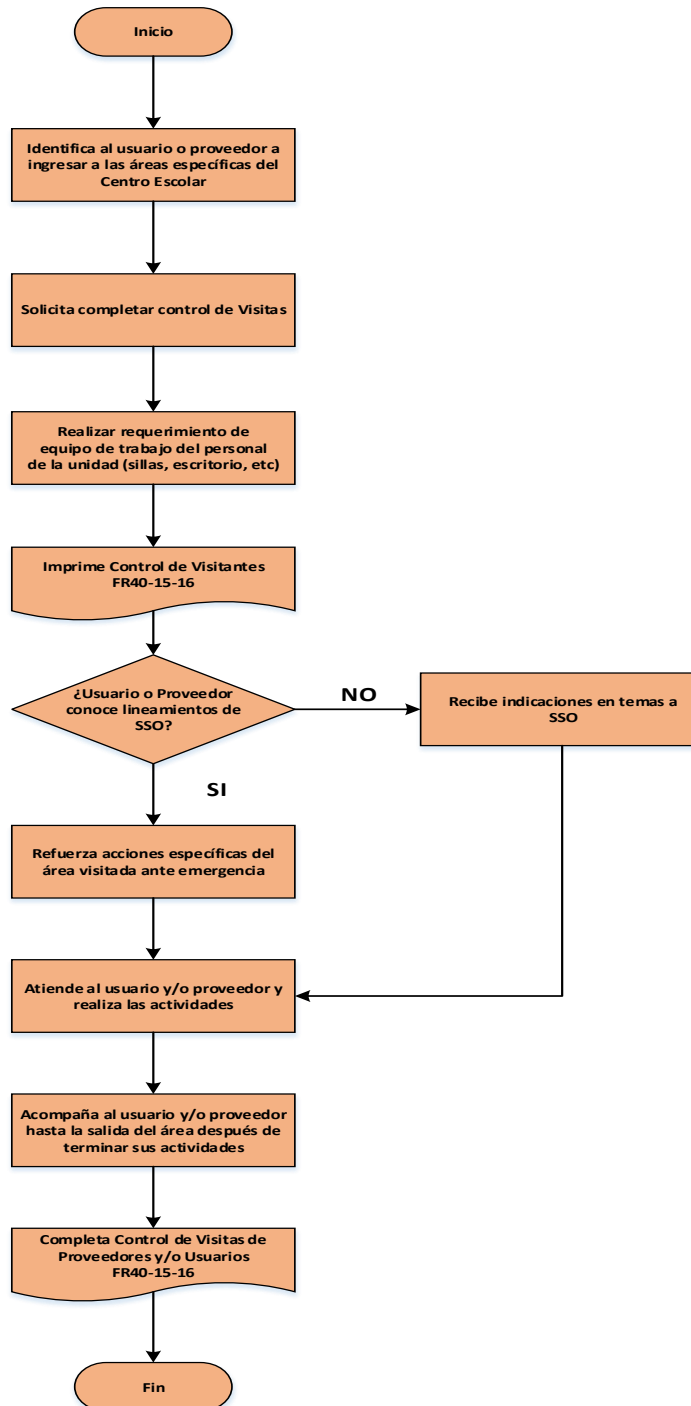 Inicio
Identifica al usuario o proveedor a
ingresar a las áreas específicas del
Centro Escolar
Solicita completar control de Visitas
Realizar requerimiento de
equipo de trabajo del personal
de la unidad (sillas, escritorio, etc)
Imprime Control de Visitantes
FR40-15-16
¿Usuario o Proveedor
conoce lineamientos de
SSO?
NO
Recibe indicaciones en temas a
SSO
SI
Refuerza acciones específicas del
área visitada ante emergencia
Atiende al usuario y/o proveedor y
realiza las actividades
Acompaña al usuario y/o proveedor
hasta la salida del área después de
terminar sus actividades
Completa Control de Visitas de
Proveedores y/o Usuarios
FR40-15-16
Fin